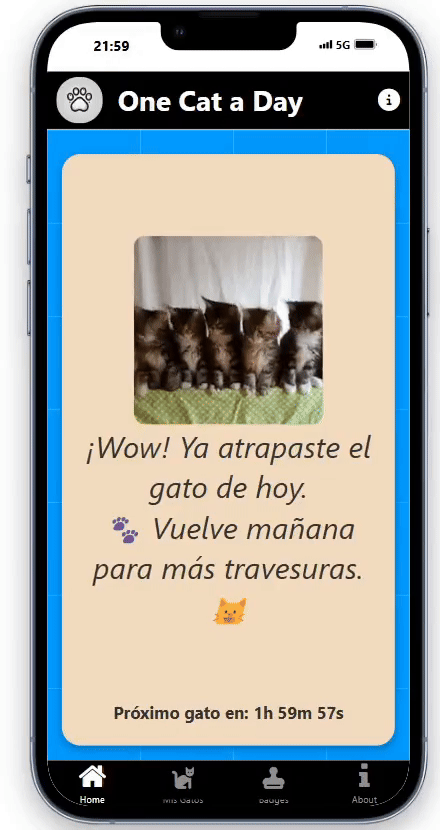 21:59
5G
One Cat a Day
¡Wow! Ya atrapaste el
gato de hoy.
🐾 Vuelve mañana
para más travesuras.
😼
Próximo gato en: 1h 59m 57s
Home
Mis Gatos
Badges
About